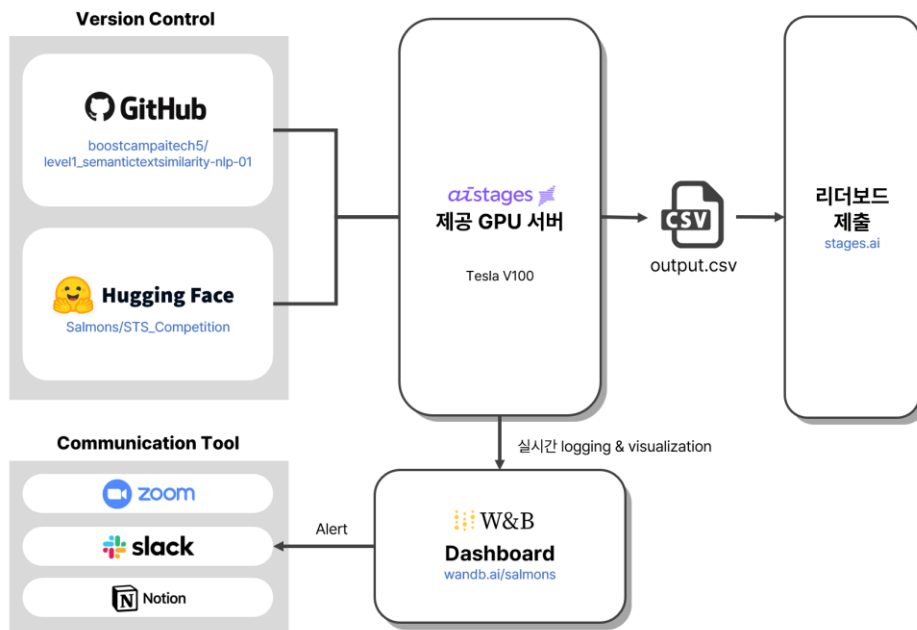 Version Control
GitHub
boostcampaitech5/
level1_semantictextsimilarity-nlp-01
Hugging Face
Salmons/STS_Competition
aistages
제공 GPU 서버
Tesla V100
CSV
output.csv
리더보드
제출
stages.ai
실시간 logging & visualization
Communication Tool
zoom
slack
N Notion
Alert
W&B
Dashboard
wandb.ai/salmons